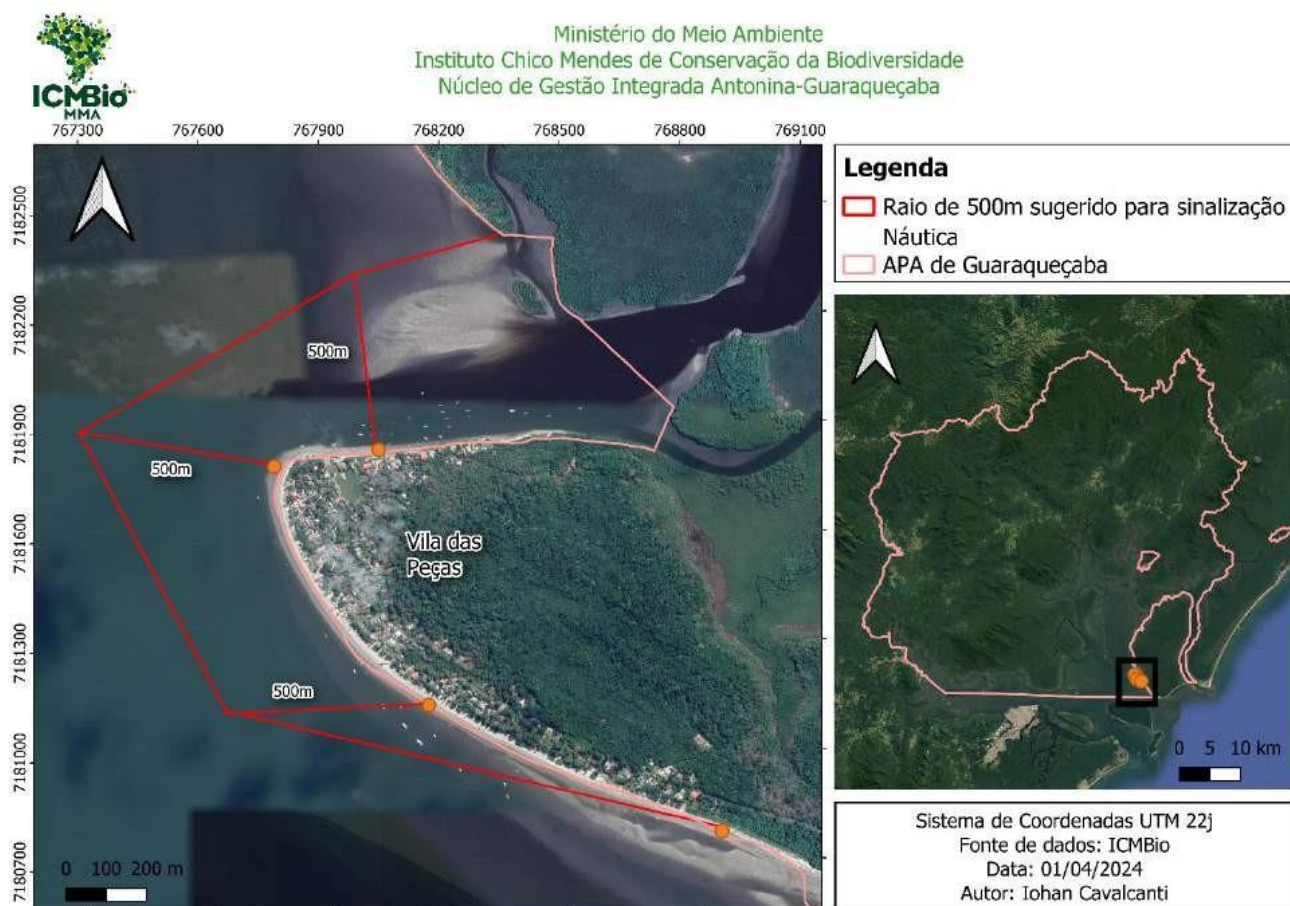 ICMBio
MMA
Ministério do Meio Ambiente
Instituto Chico Mendes de Conservação da Biodiversidade
Núcleo de Gestão Integrada Antonina-Guaraqueçaba
767300 767600 767900 768200 768500 768800 769100
7182500
7182200
7181900
7181600
7181300
7181000
7180700
500m
500m
Vila das
Peças
500m
0 100 200 m
Legenda
Raio de 500m sugerido para sinalização
Náutica
APA de Guaraqueçaba
0 5 10 km
Sistema de Coordenadas UTM 22j
Fonte de dados: ICMBio
Data: 01/04/2024
Autor: Iohan Cavalcanti